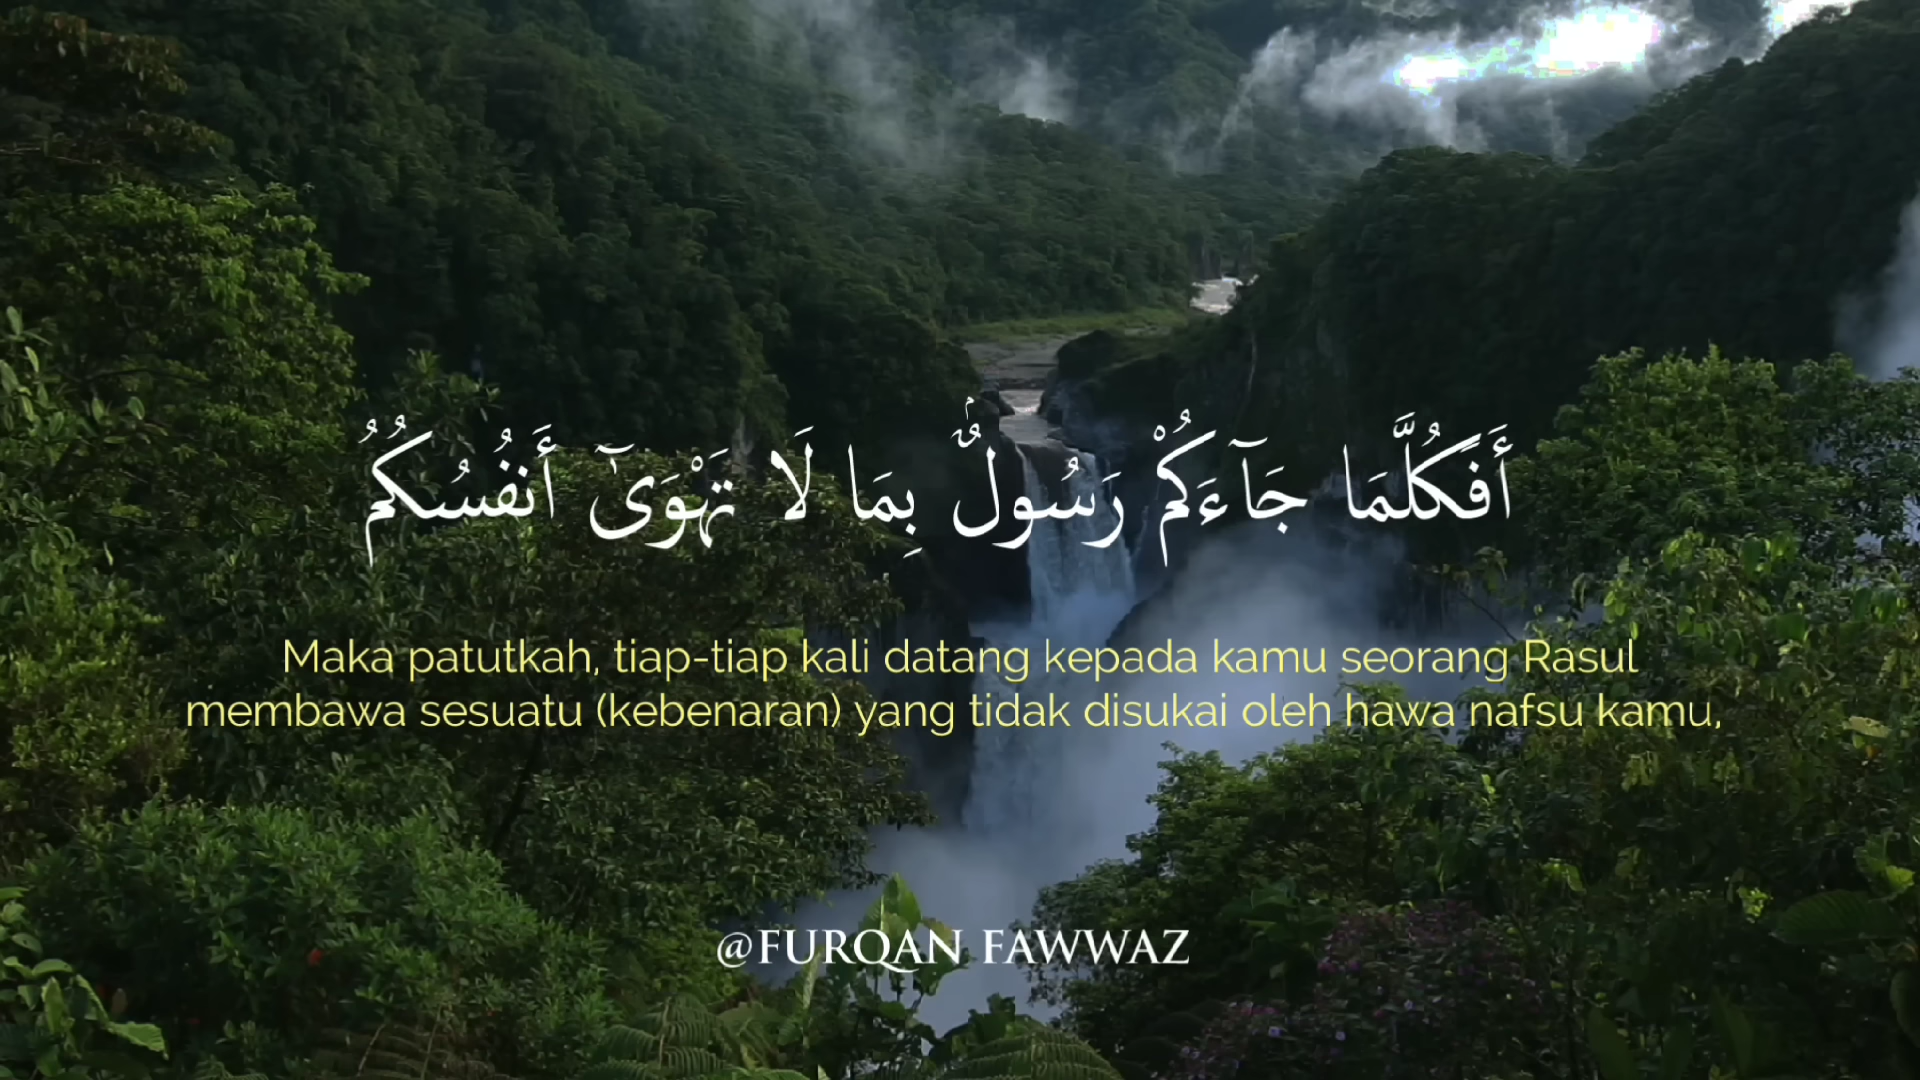 أَفَكُلَّمَا جَآءَكُمْ رَسُولٌۢ بِمَا لَا تَهْوَىٰٓ أَنفُسُكُمُ
Maka patutkah, tiap-tiap kali datang kepada kamu seorang Rasul
membawa sesuatu (kebenaran) yang tidak disukai oleh hawa nafsu kamu,
@FURQAN FAWWAZ